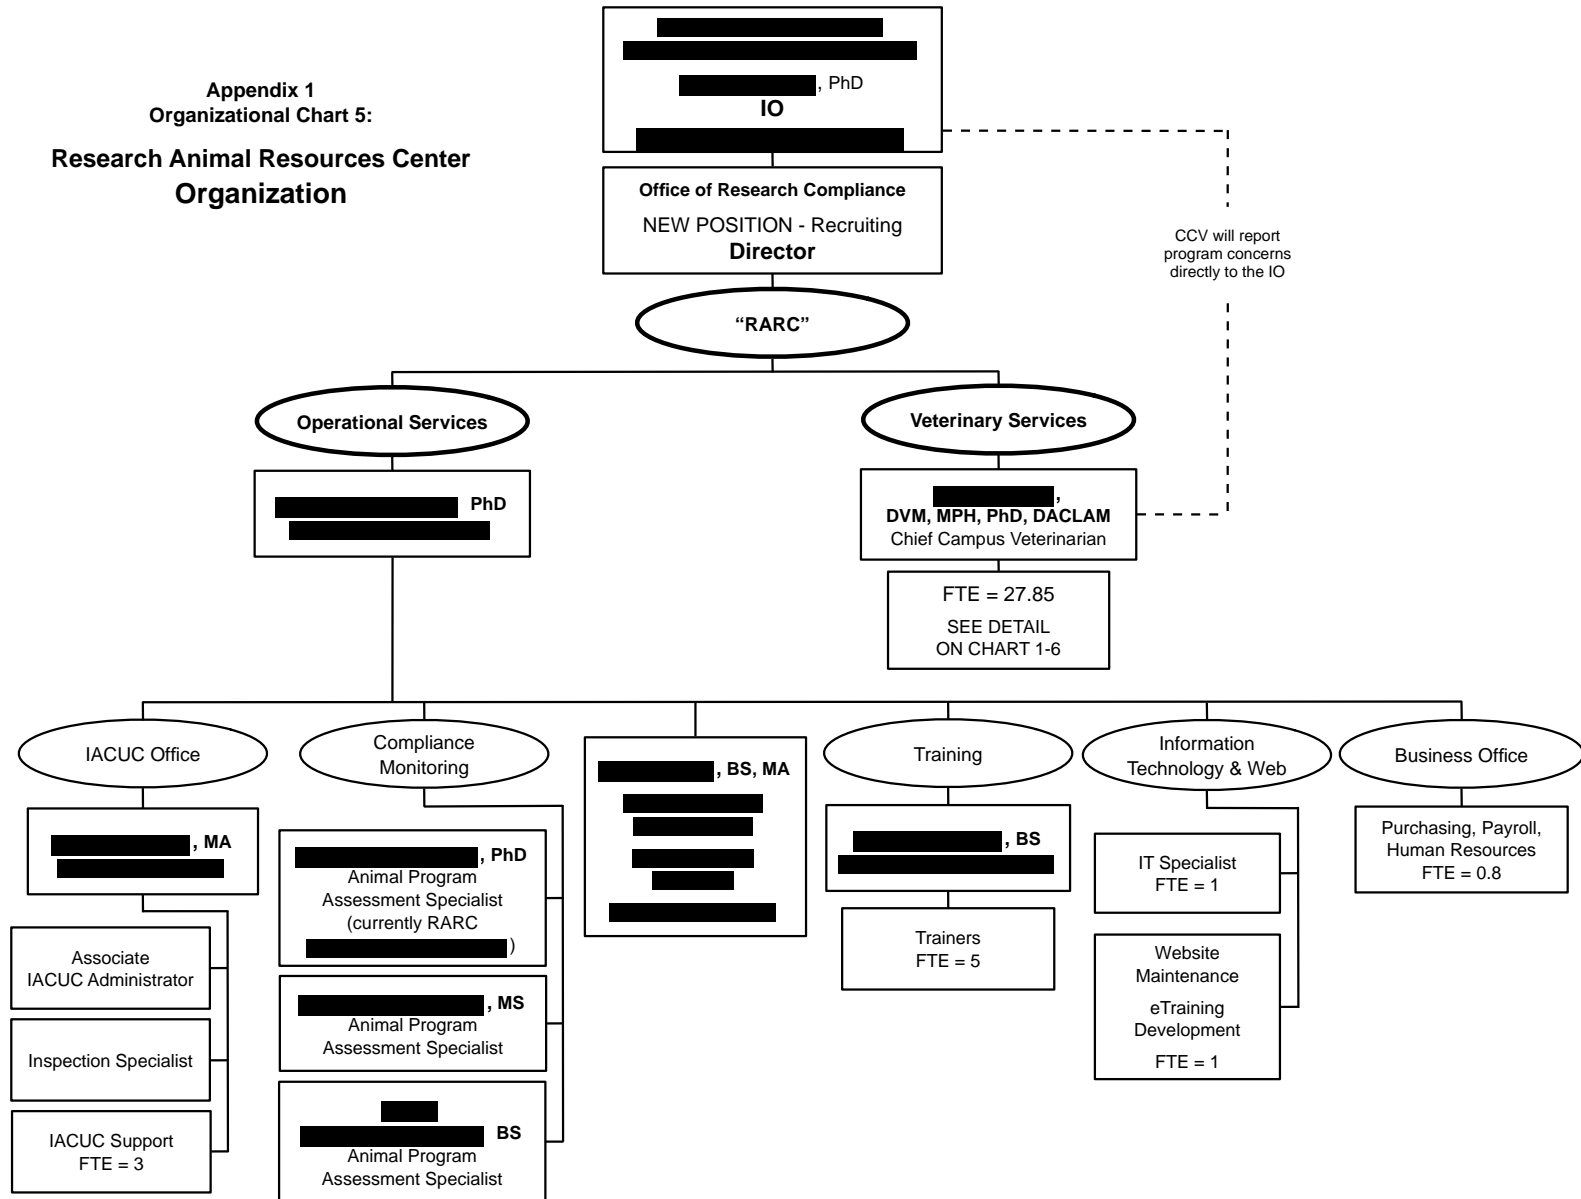 Appendix 1
Organizational Chart 5:
Research Animal Resources Center
Organization
, PhD
IO
Office of Research Compliance
NEW POSITION - Recruiting
Director
CCV will report
program concerns
directly to the IO
“RARC”
Operational Services
Veterinary Services
PhD
,
DVM, MPH, PhD, DACLAM
Chief Campus Veterinarian
FTE = 27.85
SEE DETAIL
ON CHART 1-6
IACUC Office
, MA
Associate
IACUC Administrator
Inspection Specialist
IACUC Support
FTE = 3
Compliance
Monitoring
, PhD
Animal Program
Assessment Specialist
(currently RARC
)
, MS
Animal Program
Assessment Specialist
BS
Animal Program
Assessment Specialist
, BS, MA
Training
, BS
Trainers
FTE = 5
Information
Technology & Web
IT Specialist
FTE = 1
Website
Maintenance
eTraining
Development
FTE = 1
Business Office
Purchasing, Payroll,
Human Resources
FTE = 0.8